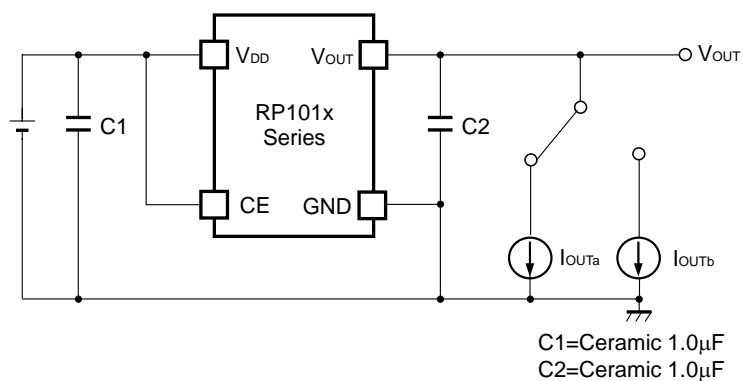 VDD
VOUT
VOUT
C1
RP101x
Series
C2
CE
GND
IOUTa
IOUTb
C1=Ceramic 1.0μF
C2=Ceramic 1.0μF